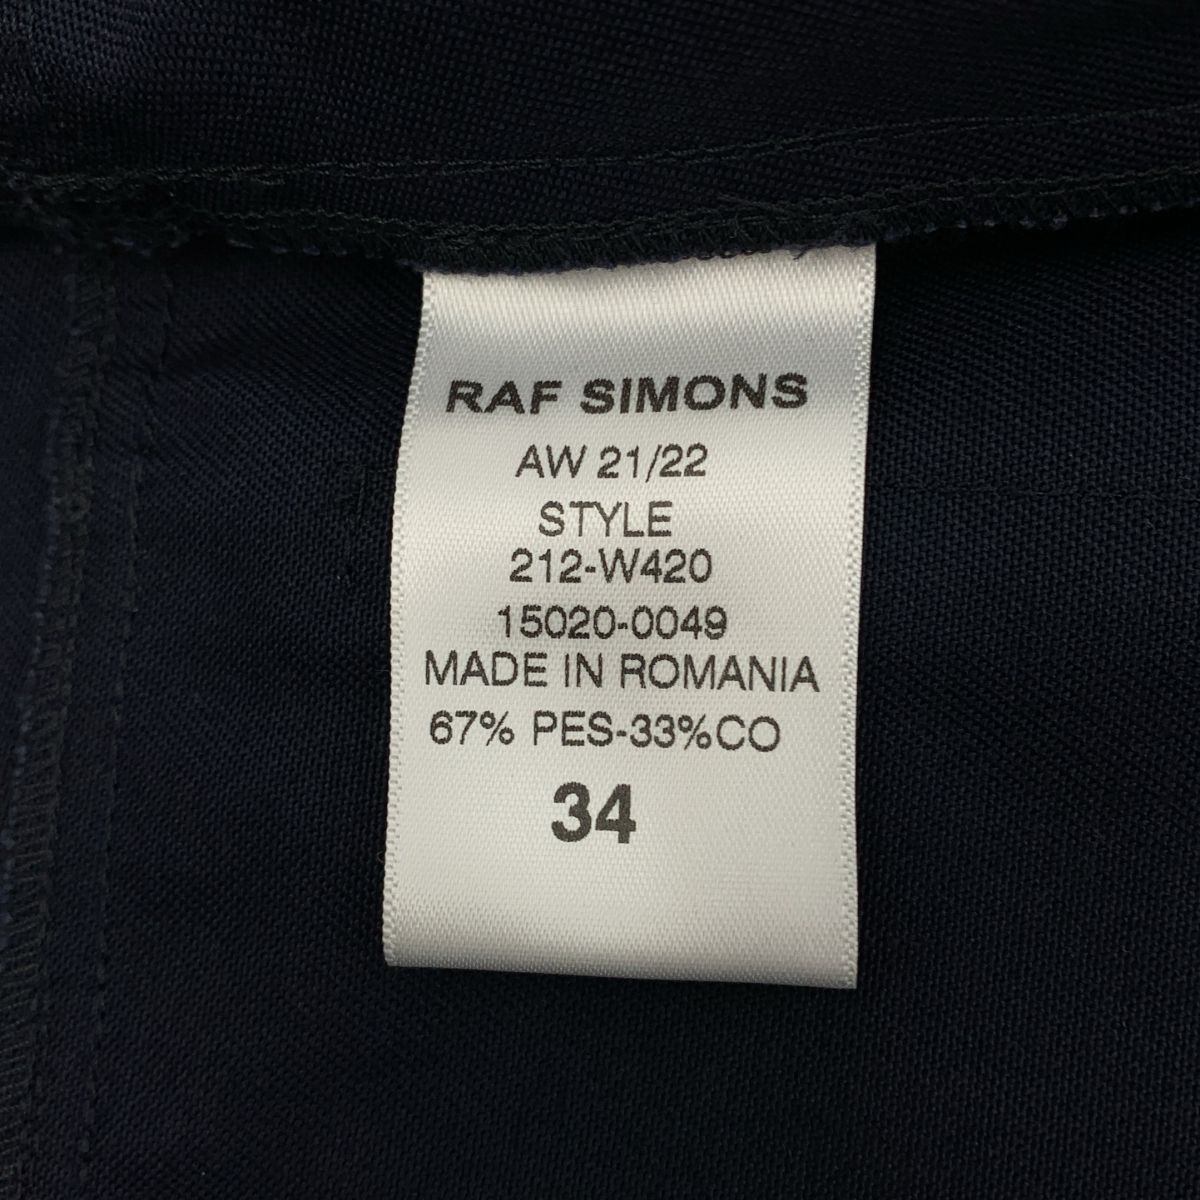 RAF SIMONS
AW 21/22
STYLE
212-W420
15020-0049
MADE IN ROMANIA
67% PES-33%CO
34